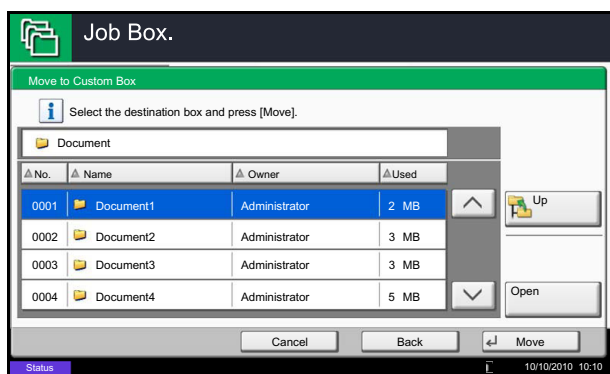 Job Box.
Move to Custom Box
i Select the destination box and press [Move].
Document
No. Name Owner Used
0001 Document1 Administrator 2 MB
0002 Document2 Administrator 3 MB
0003 Document3 Administrator 3 MB
0004 Document4 Administrator 5 MB
Up
Open
Cancel Back Move
Status 10/10/2010 10:10